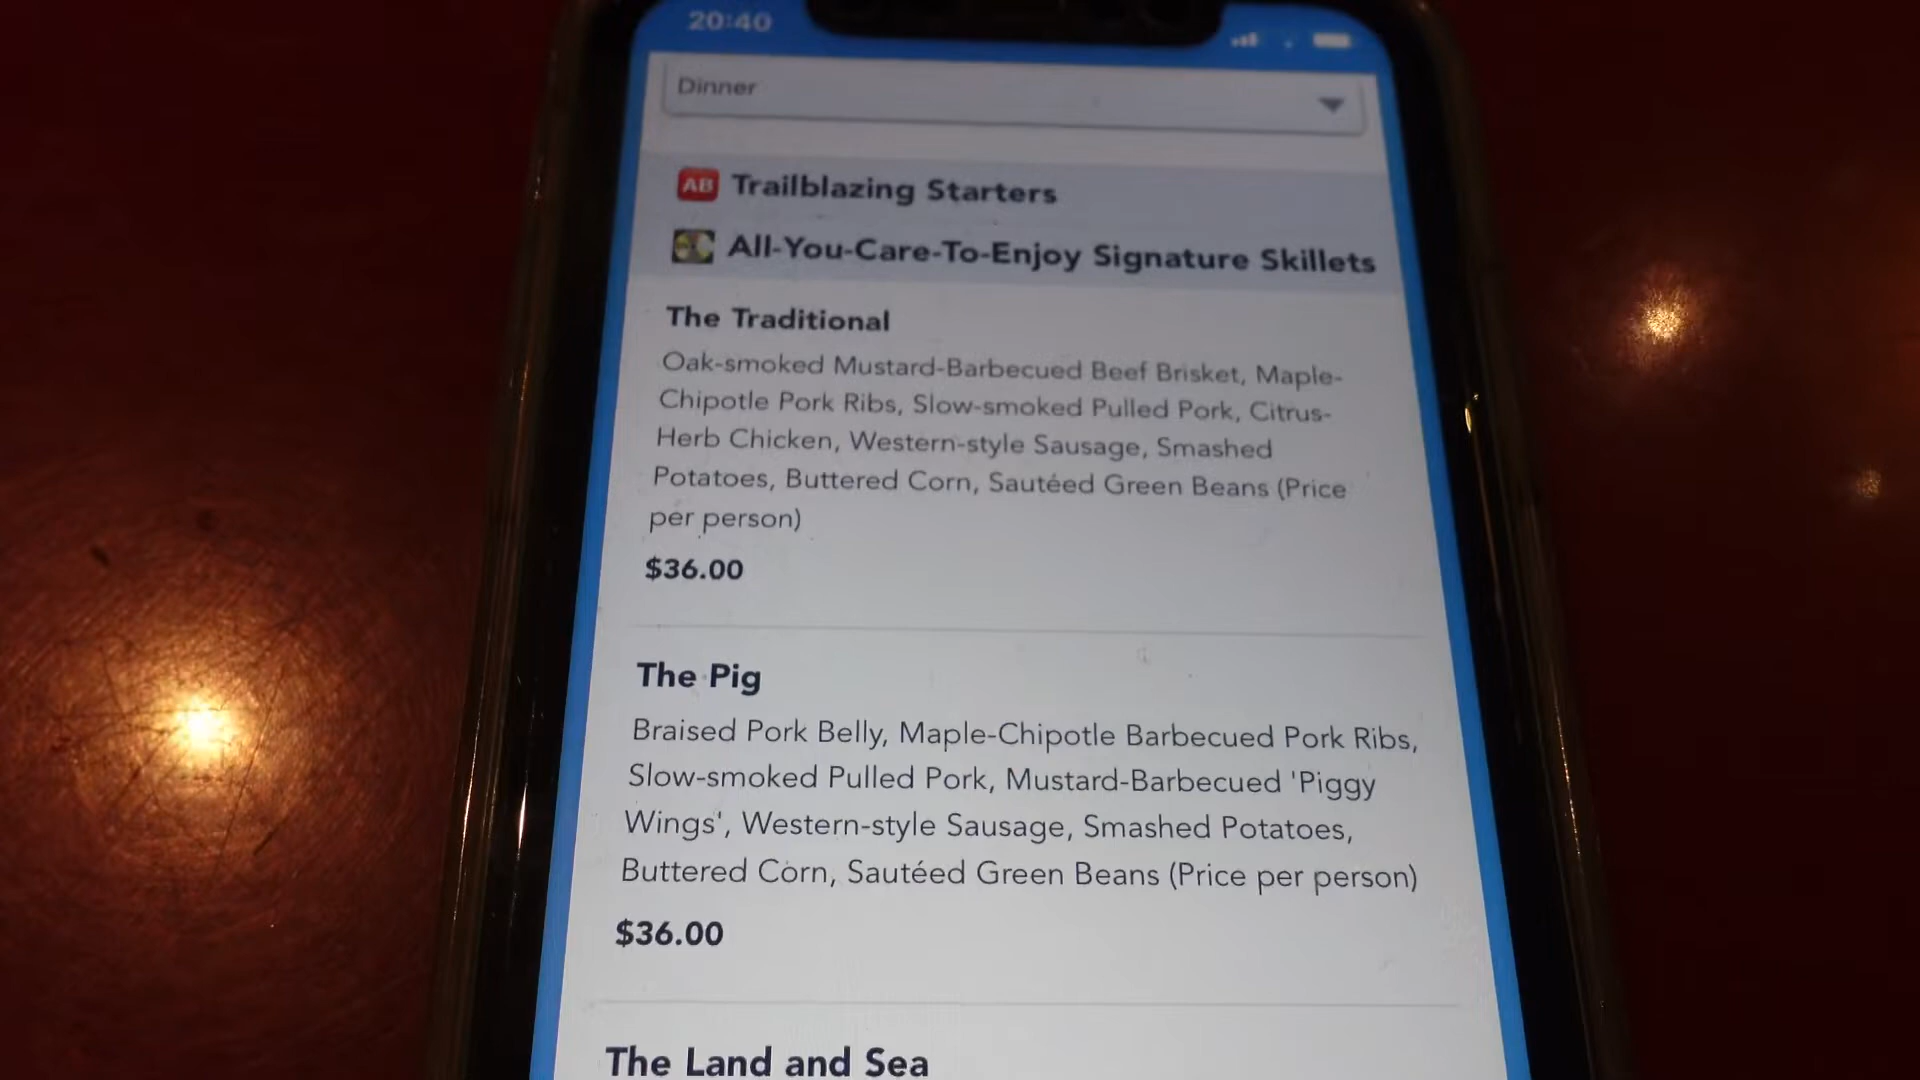 20:40
Dinner
AB Trailblazing Starters
All-You-Care-To-Enjoy Signature Skillets
The Traditional
Oak-smoked Mustard-Barbecued Beef Brisket, Maple-
Chipotle Pork Ribs, Slow-smoked Pulled Pork, Citrus-
Herb Chicken, Western-style Sausage, Smashed
Potatoes, Buttered Corn, Sautéed Green Beans (Price
per person)
$36.00
The Pig
Braised Pork Belly, Maple-Chipotle Barbecued Pork Ribs,
Slow-smoked Pulled Pork, Mustard-Barbecued 'Piggy
Wings', Western-style Sausage, Smashed Potatoes,
Buttered Corn, Sautéed Green Beans (Price per person)
$36.00
The Land and Sea